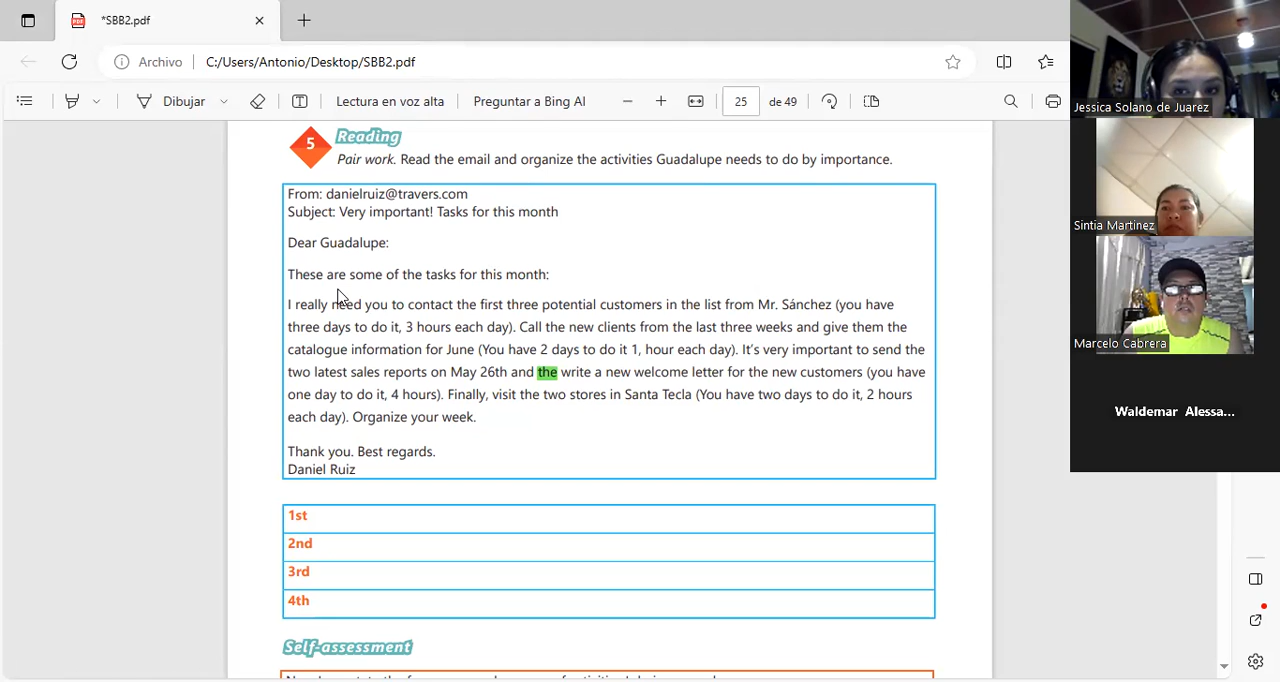 *SBB2.pdf
Archivo
C:/Users/Antonio/Desktop/SBB2.pdf
Dibujar
Lectura en voz alta
Preguntar a Bing AI
25
de 49
5
Reading
Pair work. Read the email and organize the activities Guadalupe needs to do by importance.
From: danielruiz@travers.com
Subject: Very important! Tasks for this month
Dear Guadalupe:
These are some of the tasks for this month:
I really need you to contact the first three potential customers in the list from Mr. Sánchez (you have
three days to do it, 3 hours each day). Call the new clients from the last three weeks and give them the
catalogue information for June (You have 2 days to do it 1, hour each day). It's very important to send the
two latest sales reports on May 26th and the write a new welcome letter for the new customers (you have
one day to do it, 4 hours). Finally, visit the two stores in Santa Tecla (You have two days to do it, 2 hours
each day). Organize your week.
Thank you. Best regards.
Daniel Ruiz
1st
2nd
3rd
4th
Self-assessment
Jessica Solano de Juarez
Sintia Martinez
Marcelo Cabrera
Waldemar Alessa...